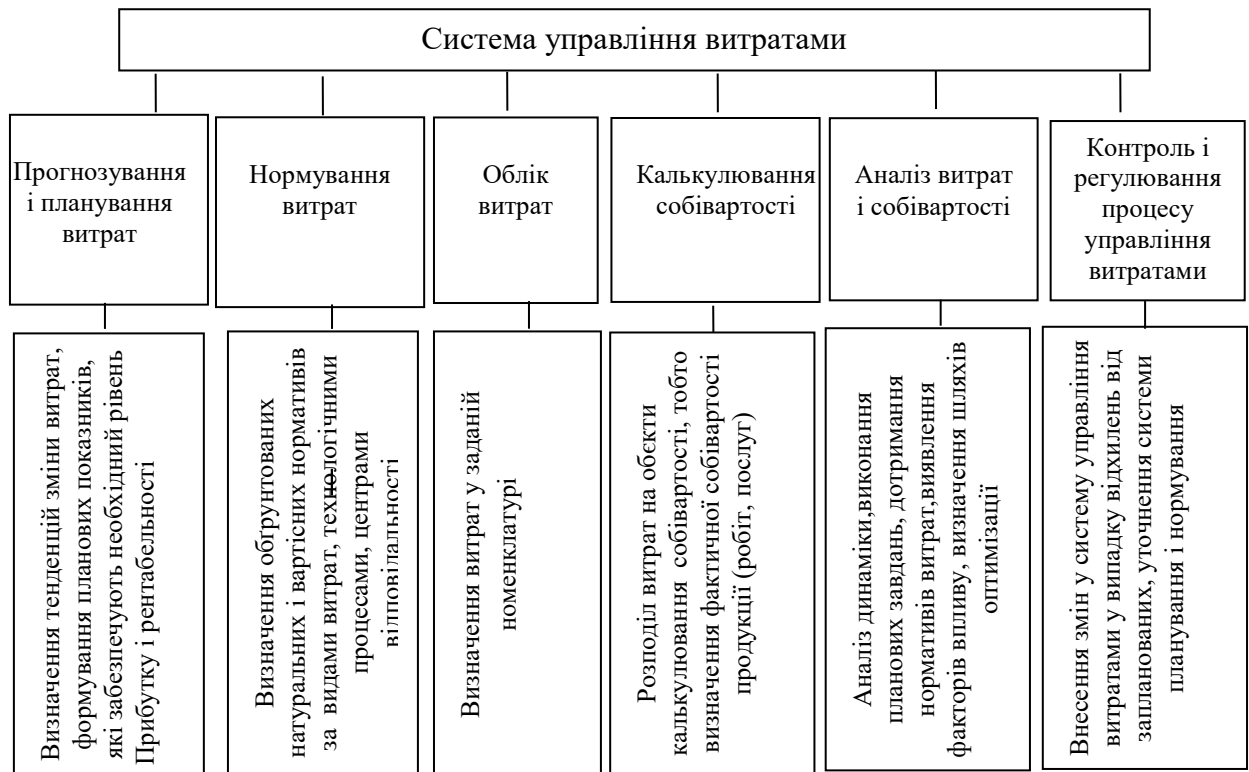 Система управління витратами
Прогнозування
і планування
витрат
Нормування
витрат
Облік
витрат
Калькулювання
собівартості
Аналіз витрат
і собівартості
Контроль і
регулювання
процесу
управління
витратами
Визначення тенденцій зміни витрат,
формування планових показників,
які забезпечують необхідний рівень
Прибутку і рентабельності
Визначення обґрунтованих
натуральних і вартісних нормативів
за видами витрат, технологічними
процесами, центрами
відповідальності
Визначення витрат у заданій
номенклатурі
Розподіл витрат на обєкти
калькулювання собівартості, тобто
визначення фактичної собівартості
продукції (робіт, послуг)
Аналіз динаміки,виконання
планових завдань, дотримання
нормативів витрат,виявлення
факторів впливу, визначення шляхів
оптимізації
Внесення змін у систему управління
витратами у випадку відхилень від
запланованих, уточнення системи
планування і нормування